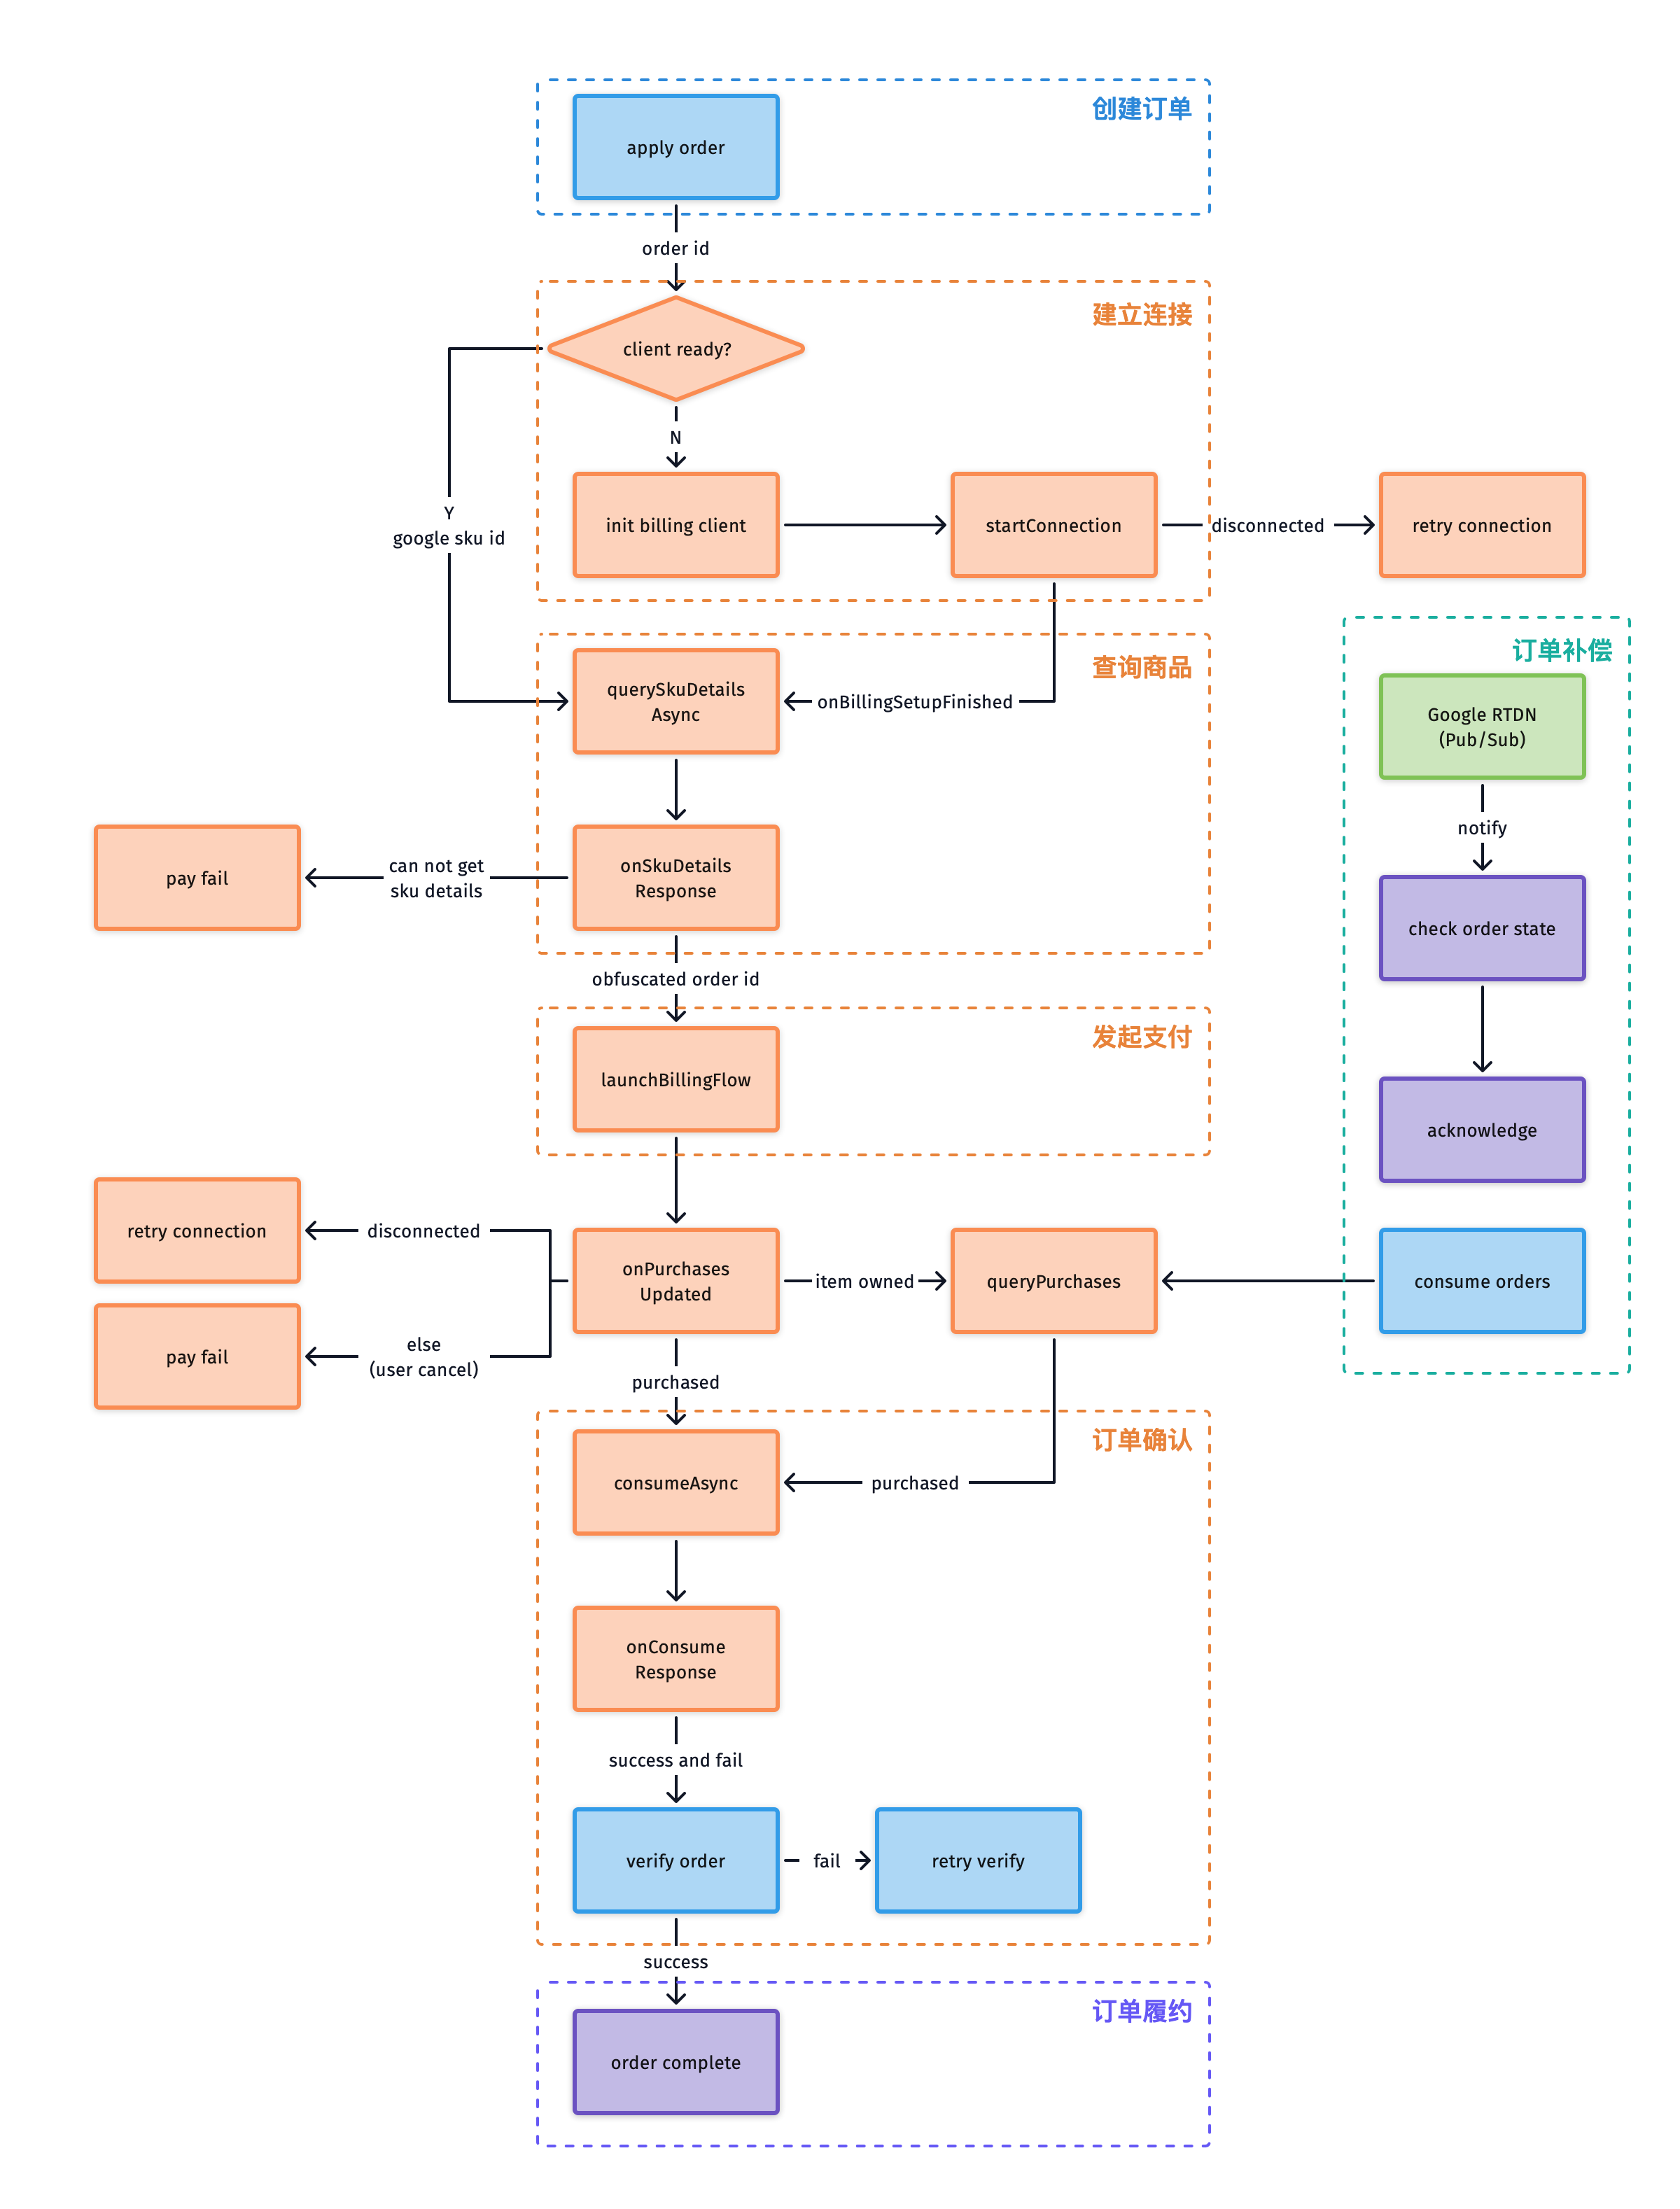 创建订单
apply order
order id
建立连接
client ready?
N
Y
google sku id
init billing client
startConnection
disconnected
retry connection
查询商品
querySkuDetails
Async
onBillingSetupFinished
订单补偿
Google RTDN
(Pub/Sub)
notify
pay fail
can not get
sku details
onSkuDetails
Response
check order state
obfuscated order id
发起支付
launchBillingFlow
acknowledge
retry connection
disconnected
onPurchases
Updated
item owned
queryPurchases
consume orders
pay fail
else
(user cancel)
purchased
订单确认
consumeAsync
purchased
onConsume
Response
success and fail
verify order
fail
retry verify
success
订单履约
order complete